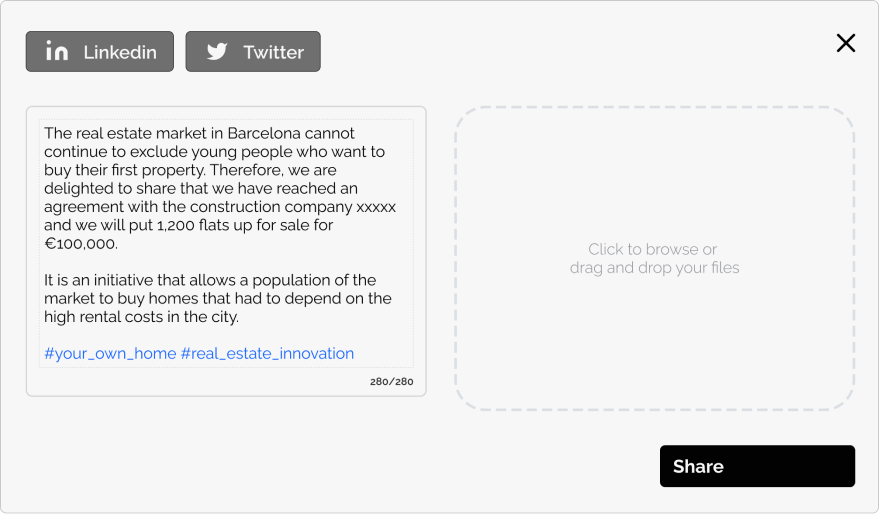 Linkedin
Twitter
The real estate market in Barcelona cannot
continue to exclude young people who want to
buy their first property. Therefore, we are
delighted to share that we have reached an
agreement with the construction company xxxxx
and we will put 1,200 flats up for sale for
€100,000.
It is an initiative that allows a population of the
market to buy homes that had to depend on the
high rental costs in the city.
#your_own_home #real_estate_innovation
280/280
Click to browse or
drag and drop your files
Share